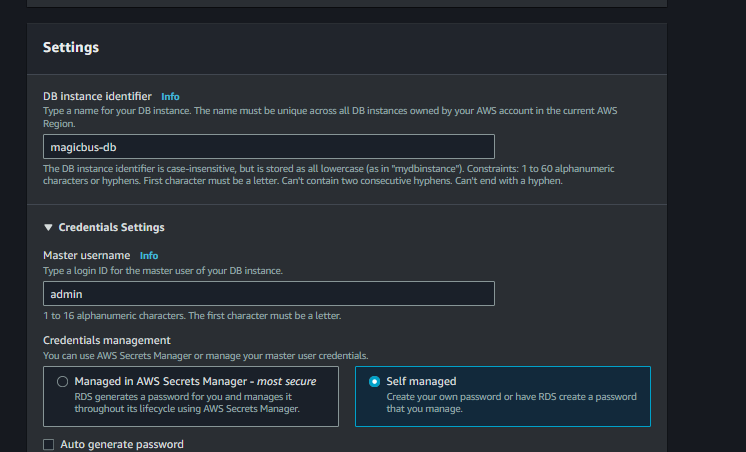 Settings
DB instance identifier Info
Type a name for your DB instance. The name must be unique across all DB instances owned by your AWS account in the current AWS
Region.
magicbus-db
The DB instance identifier is case-insensitive, but is stored as all lowercase (as in "mydbinstance"). Constraints: 1 to 60 alphanumeric
characters or hyphens. First character must be a letter. Can't contain two consecutive hyphens. Can't end with a hyphen.
▼ Credentials Settings
Master username Info
Type a login ID for the master user of your DB instance.
admin
1 to 16 alphanumeric characters. The first character must be a letter.
Credentials management
You can use AWS Secrets Manager or manage your master user credentials.
Managed in AWS Secrets Manager - most secure
RDS generates a password for you and manages it
throughout its lifecycle using AWS Secrets Manager.
Self managed
Create your own password or have RDS create a password
that you manage.
Auto generate password